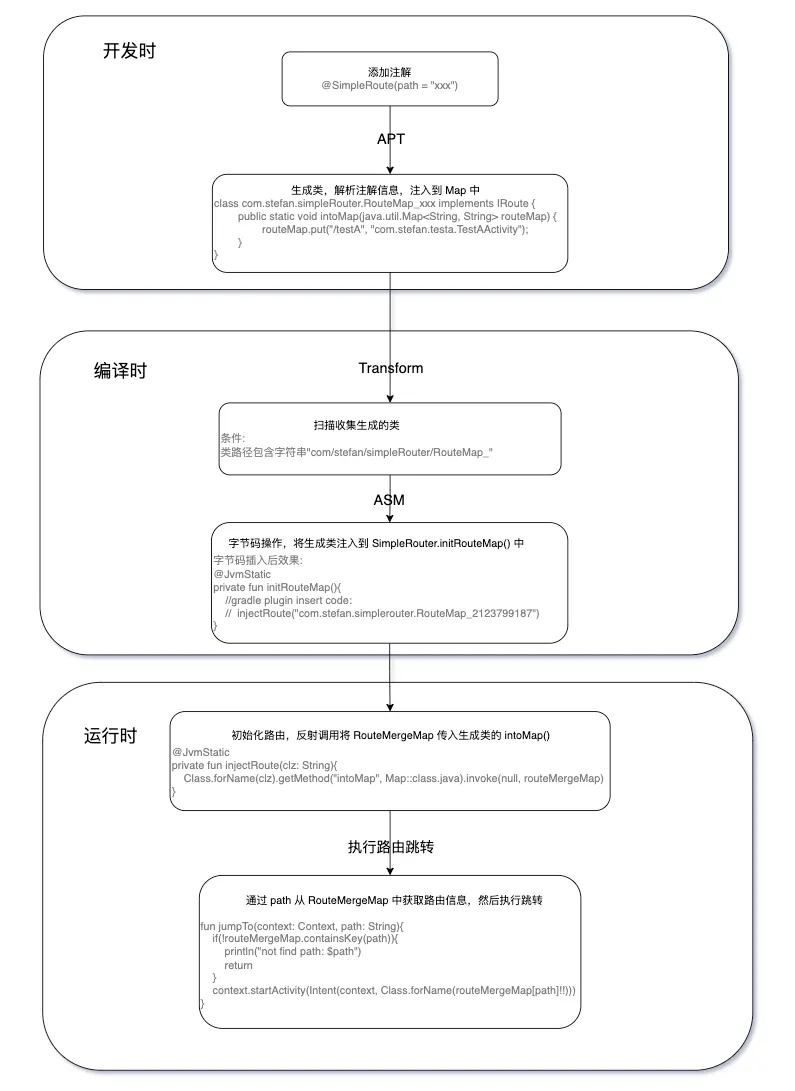 开发时
添加注解
@SimpleRoute(path = "xxx")
APT
生成类，解析注解信息，注入到 Map 中
class com.stefan.simpleRouter.RouteMap_xxx implements IRoute {
public static void intoMap(java.util.Map<String, String> routeMap) {
routeMap.put("/testA", "com.stefan.testa.TestAActivity");
}
}
编译时
Transform
扫描收集生成的类
条件:
类路径包含字符串"com/stefan/simpleRouter/RouteMap_"
ASM
字节码操作，将生成类注入到 SimpleRouter.initRouteMap() 中
字节码插入后效果:
@JvmStatic
private fun initRouteMap(){
//gradle plugin insert code:
// injectRoute("com.stefan.simplerouter.RouteMap_2123799187")
}
运行时
初始化路由，反射调用将 RouteMergeMap 传入生成类的 intoMap()
@JvmStatic
private fun injectRoute(clz: String){
Class.forName(clz).getMethod("intoMap", Map::class.java).invoke(null, routeMergeMap)
}
执行路由跳转
通过 path 从 RouteMergeMap 中获取路由信息，然后执行跳转
fun jumpTo(context: Context, path: String){
if(!routeMergeMap.containsKey(path)){
println("not find path: $path")
return
}
context.startActivity(Intent(context, Class.forName(routeMergeMap[path]!!)))
}